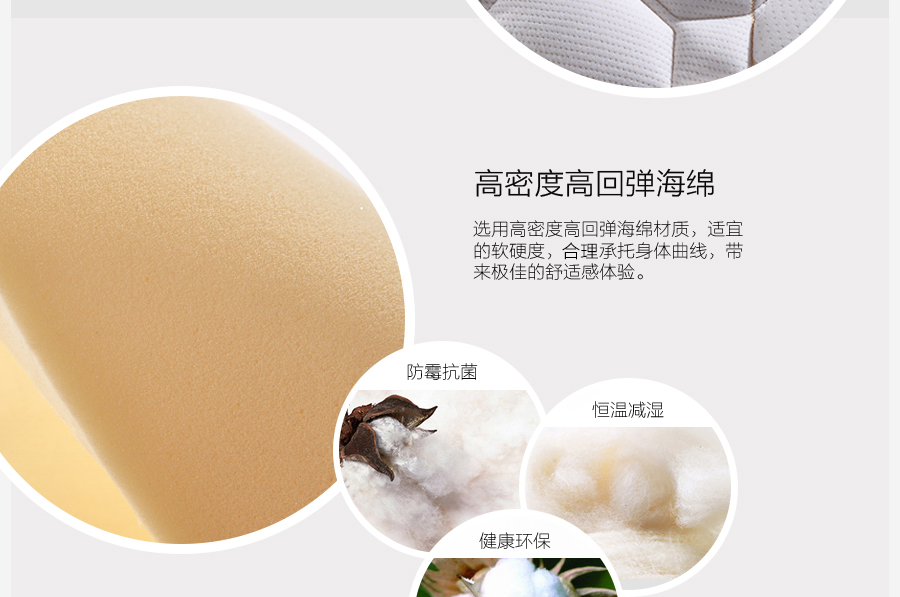 高密度高回弹海绵
选用高密度高回弹海绵材质，适宜
的软硬度，合理承托身体曲线，带
来极佳的舒适感体验。
防霉抗菌
恒温减湿
健康环保